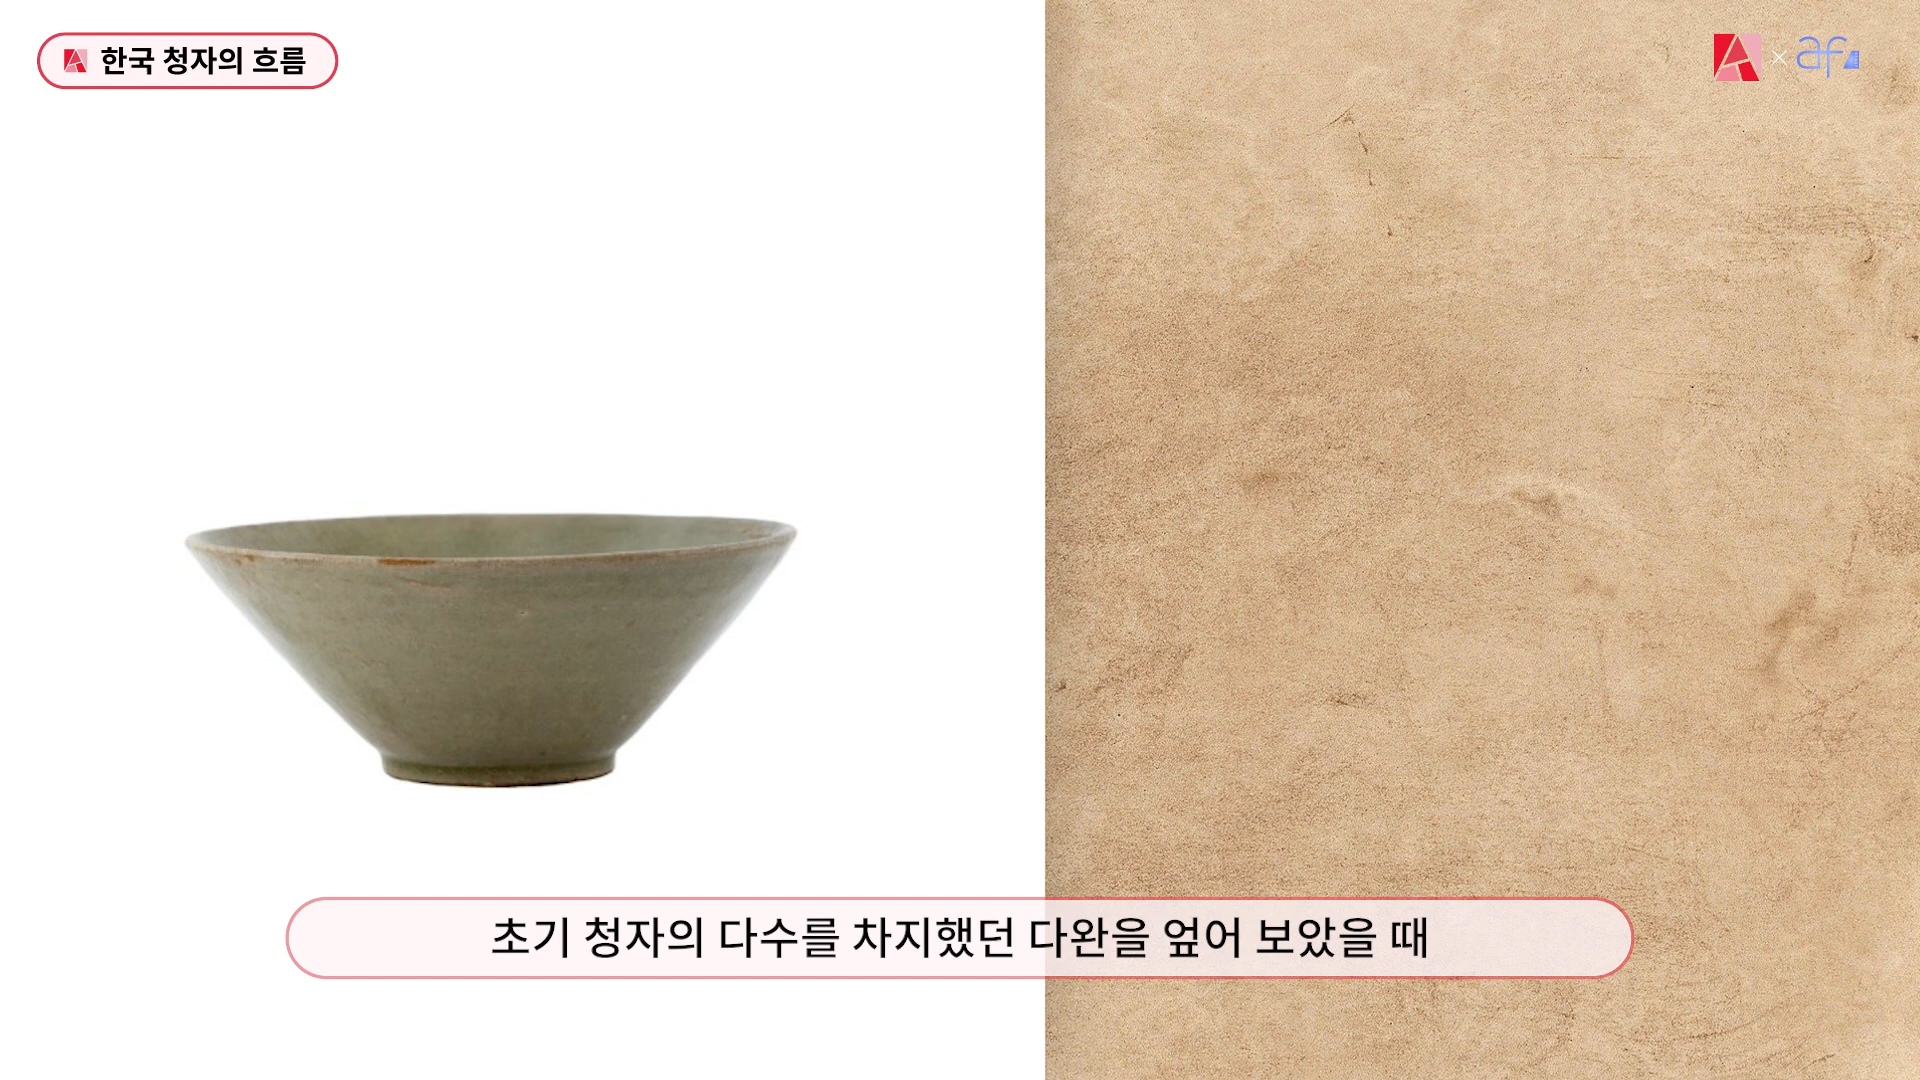 한국 청자의 흐름
× af
초기 청자의 다수를 차지했던 다완을 엎어 보았을 때